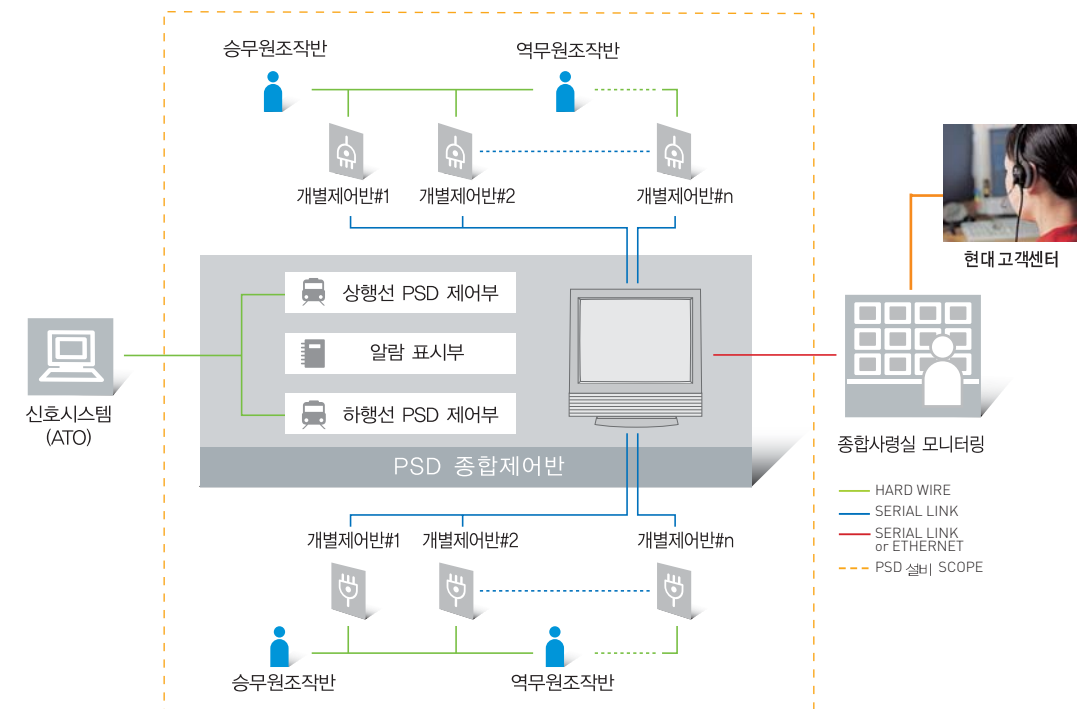 승무원조작반
역무원조작반
개별제어반#1
개별제어반#2
개별제어반#n
현대고객센터
상행선 PSD 제어부
알람 표시부
하행선 PSD 제어부
신호시스템
(ATO)
PSD 종합제어반
종합사령실 모니터링
HARD WIRE
SERIAL LINK
SERIAL LINK
or ETHERNET
PSD 설비 SCOPE
개별제어반#1
개별제어반#2
개별제어반#n
승무원조작반
역무원조작반